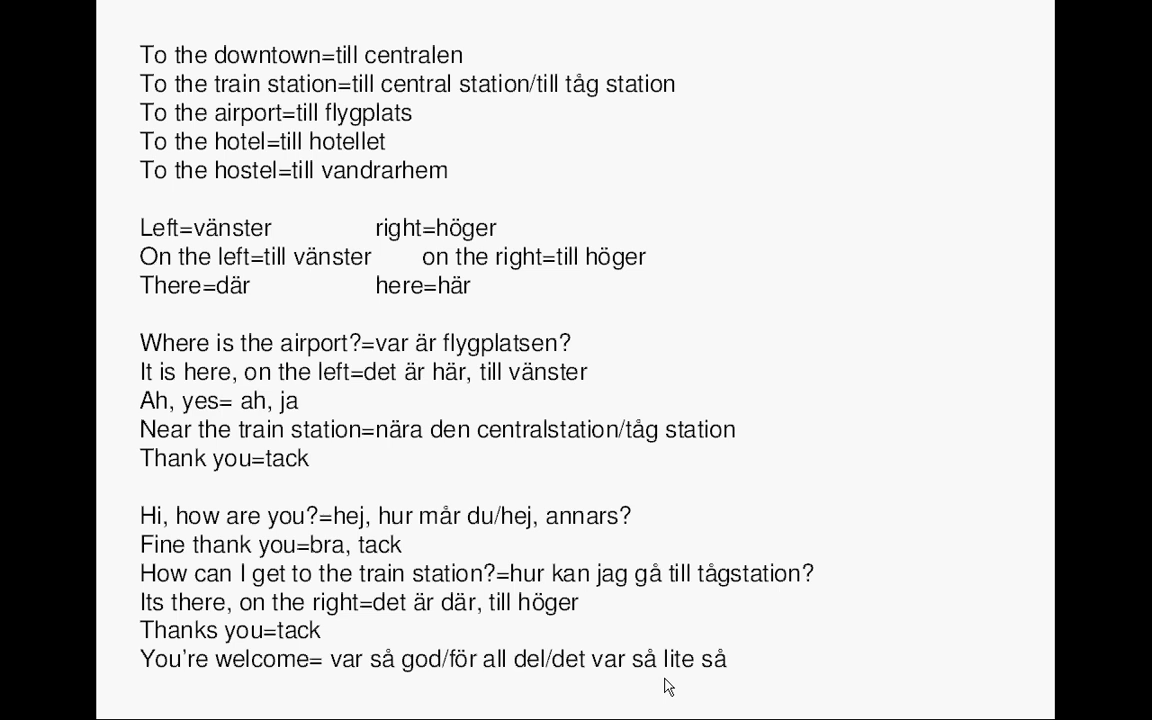 To the downtown=till centralen
To the train station=till central station/till tåg station
To the airport=till flygplats
To the hotel=till hotellet
To the hostel=till vandrarhem
Left=vänster right=höger
On the left=till vänster on the right=till höger
There=där here=här
Where is the airport?=var är flygplatsen?
It is here, on the left=det är här, till vänster
Ah, yes= ah, ja
Near the train station=nära den centralstation/tåg station
Thank you=tack
Hi, how are you?=hej, hur mår du/hej, annars?
Fine thank you=bra, tack
How can I get to the train station?=hur kan jag gå till tågstation?
Its there, on the right=det är där, till höger
Thanks you=tack
You're welcome= var så god/för all del/det var så lite så